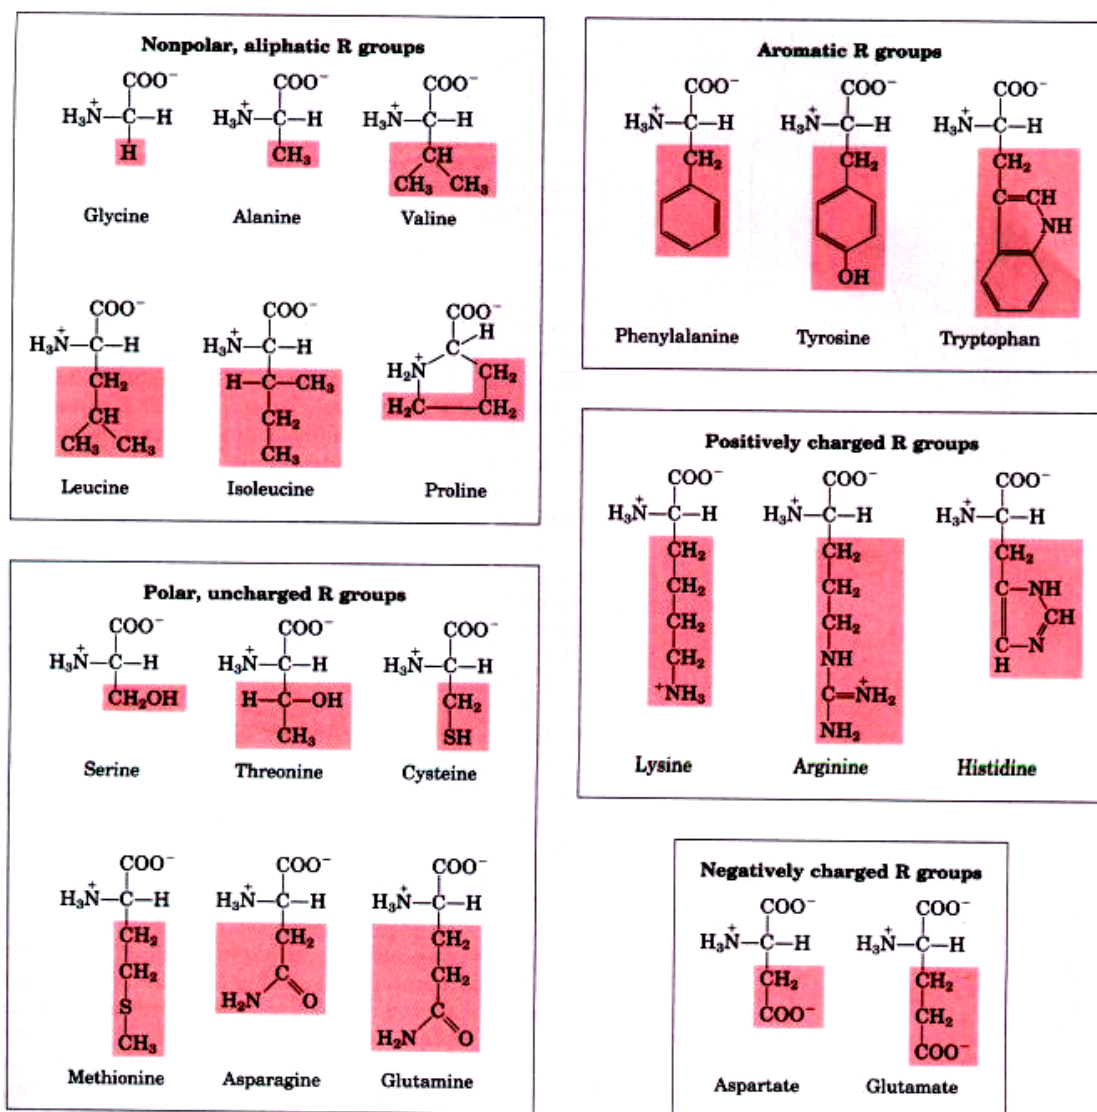 Nonpolar, aliphatic R groups
COO⁻ COO⁻ COO⁻
H₃N⁺—C—H H₃N⁺—C—H H₃N⁺—C—H
H CH₃ CH
CH₃ CH₃
Glycine Alanine Valine
COO⁻ COO⁻ COO⁻
H₃N⁺—C—H H₃N⁺—C—H C H
CH₂ H—C—CH₃ H₂N⁺ CH₂
CH CH₂ H₂C CH₂
CH₃ CH₃ CH₃
Leucine Isoleucine Proline
Polar, uncharged R groups
COO⁻ COO⁻ COO⁻
H₃N⁺—C—H H₃N⁺—C—H H₃N⁺—C—H
CH₂OH H—C—OH CH₂
CH₃ SH
Serine Threonine Cysteine
COO⁻ COO⁻ COO⁻
H₃N⁺—C—H H₃N⁺—C—H H₃N⁺—C—H
CH₂ CH₂ CH₂
CH₂ C CH₂
S H₂N O C
CH₃ H₂N O
Methionine Asparagine Glutamine
Aromatic R groups
COO⁻ COO⁻ COO⁻
H₃N⁺—C—H H₃N⁺—C—H H₃N⁺—C—H
CH₂ CH₂ CH₂
C=CH
NH
OH
Phenylalanine Tyrosine Tryptophan
Positively charged R groups
COO⁻ COO⁻ COO⁻
H₃N⁺—C—H H₃N⁺—C—H H₃N⁺—C—H
CH₂ CH₂ CH₂
CH₂ CH₂ C—NH
CH₂ CH₂ CH
CH₂ NH C—N
⁺NH₃ C=N⁺H₂ H
NH₂
Lysine Arginine Histidine
Negatively charged R groups
COO⁻ COO⁻
H₃N⁺—C—H H₃N⁺—C—H
CH₂ CH₂
COO⁻ CH₂
COO⁻
Aspartate Glutamate